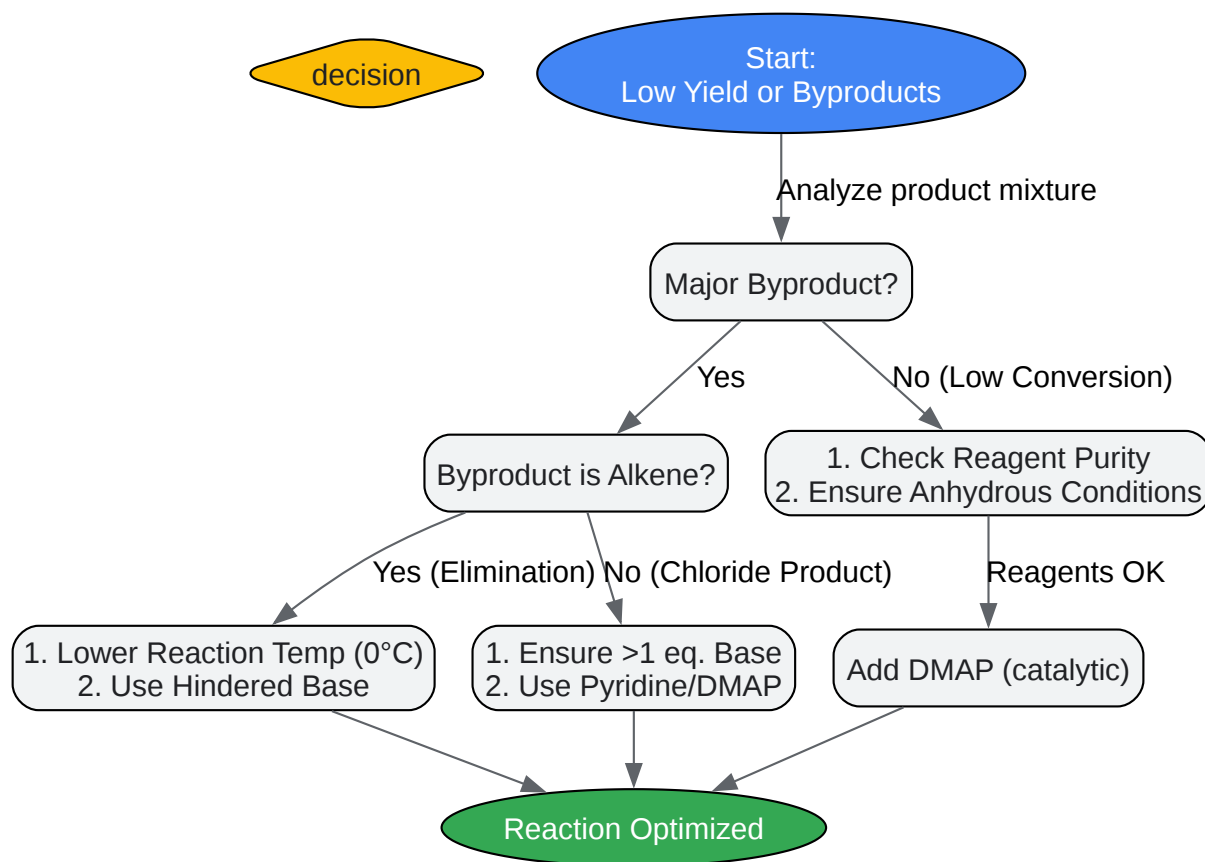 decision
Start:
Low Yield or Byproducts
Analyze product mixture
Major Byproduct?
Yes
No (Low Conversion)
Byproduct is Alkene?
1. Check Reagent Purity
2. Ensure Anhydrous Conditions
Yes (Elimination)
No (Chloride Product)
Reagents OK
1. Lower Reaction Temp (0°C)
2. Use Hindered Base
1. Ensure >1 eq. Base
2. Use Pyridine/DMAP
Add DMAP (catalytic)
Reaction Optimized